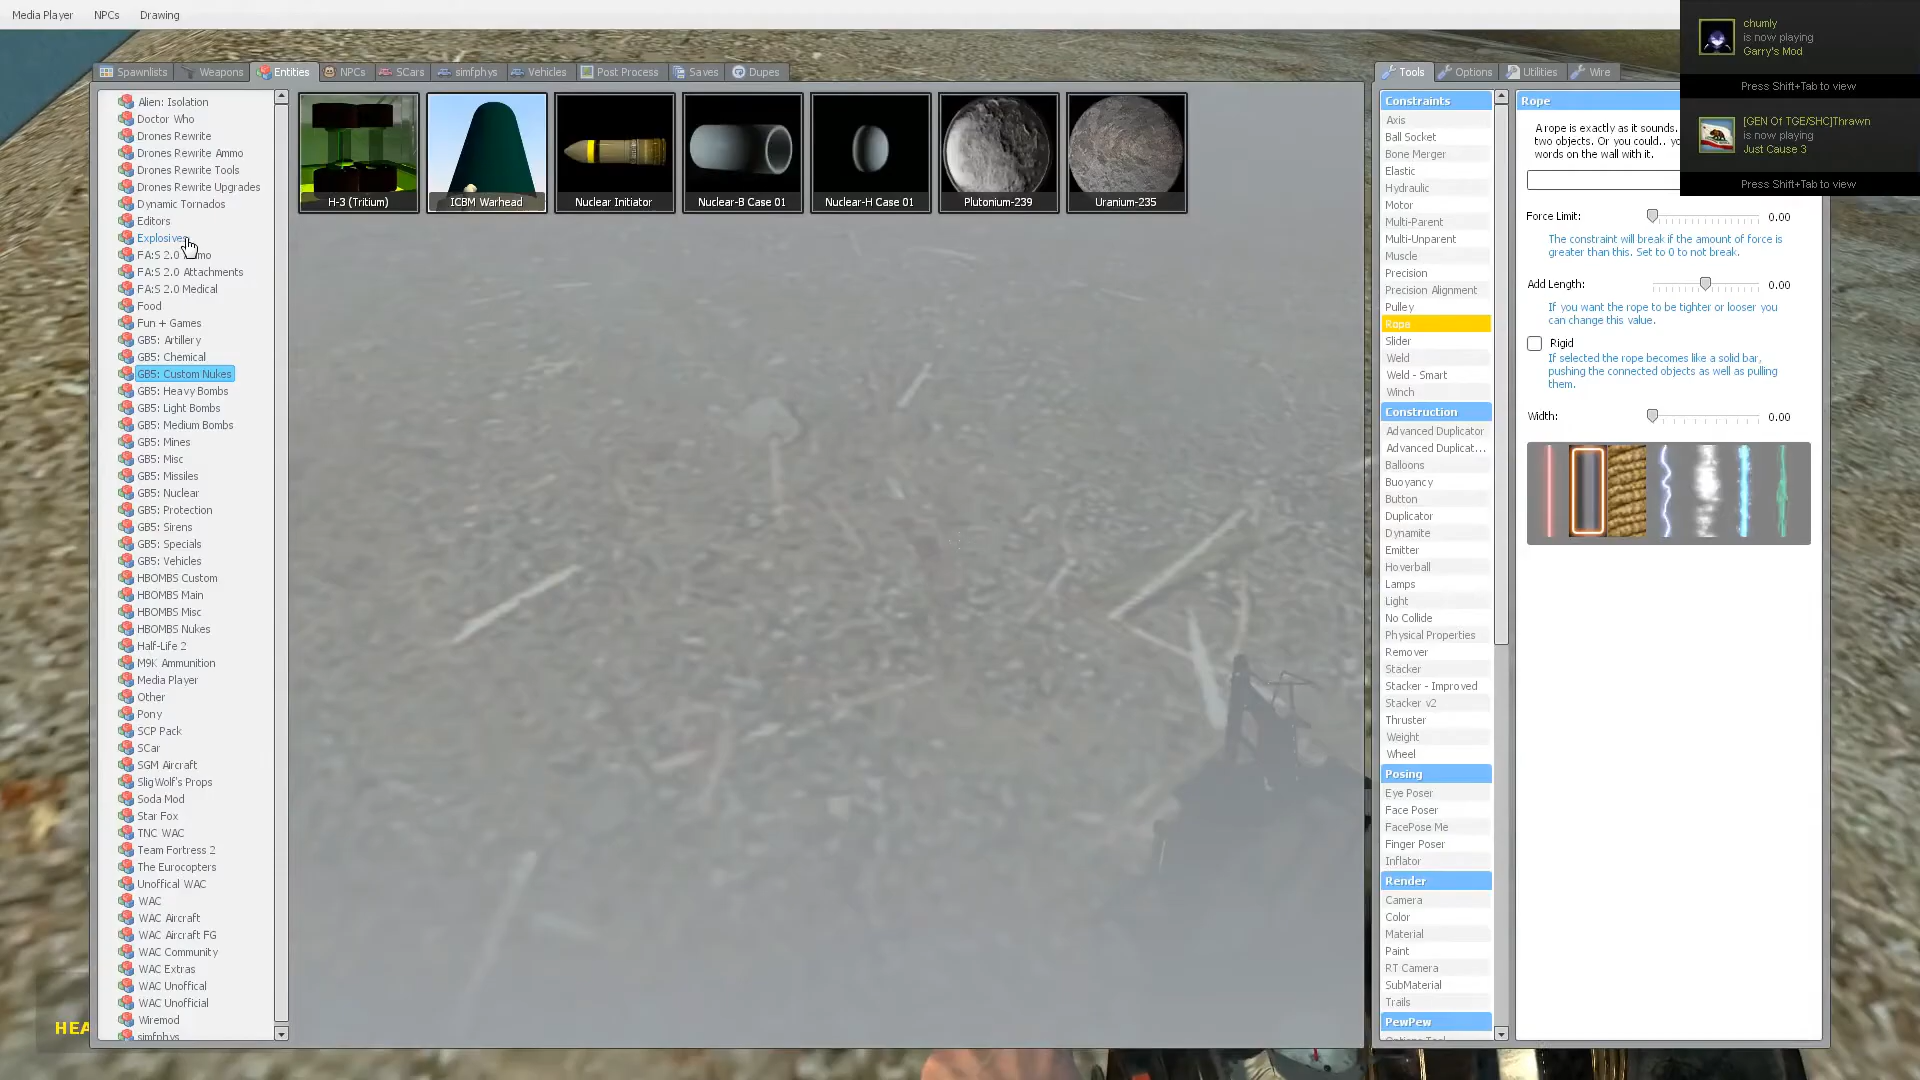 Media Player
NPCs
Drawing
chumly
is now playing
Garry's Mod
Press Shift+Tab to view
[GEN Of TGE/SHC]Thrawn
is now playing
Just Cause 3
Press Shift+Tab to view
Spawnlists
Weapons
Entities
NPCs
SCars
simfphys
Vehicles
Post Process
Saves
Dupes
Tools
Options
Utilities
Wire
Alien: Isolation
Doctor Who
Drones Rewrite
Drones Rewrite Ammo
Drones Rewrite Tools
Drones Rewrite Upgrades
Dynamic Tornados
Editors
Explosives
FA:S 2.0
FA:S 2.0 Attachments
FA:S 2.0 Medical
Food
Fun + Games
GB5: Artillery
GB5: Chemical
GB5: Custom Nukes
GB5: Heavy Bombs
GB5: Light Bombs
GB5: Medium Bombs
GB5: Mines
GB5: Misc
GB5: Missiles
GB5: Nuclear
GB5: Protection
GB5: Sirens
GB5: Specials
GB5: Vehicles
HBOMBS Custom
HBOMBS Main
HBOMBS Misc
HBOMBS Nukes
Half-Life 2
M9K Ammunition
Media Player
Other
Pony
SCP Pack
SCar
SGM Aircraft
SligWolf's Props
Soda Mod
Star Fox
TNC WAC
Team Fortress 2
The Eurocopters
Unoffical WAC
WAC
WAC Aircraft
WAC Aircraft FG
WAC Community
WAC Extras
WAC Unoffical
WAC Unofficial
Wiremod
simfphys
H-3 (Tritium)
ICBM Warhead
Nuclear Initiator
Nuclear-B Case 01
Nuclear-H Case 01
Plutonium-239
Uranium-235
Constraints
Axis
Ball Socket
Bone Merger
Elastic
Hydraulic
Motor
Multi-Parent
Multi-Unparent
Muscle
Precision
Precision Alignment
Pulley
Rope
Slider
Weld
Weld - Smart
Winch
Construction
Advanced Duplicator
Advanced Duplicat...
Balloons
Buoyancy
Button
Duplicator
Dynamite
Emitter
Hoverball
Lamps
Light
No Collide
Physical Properties
Remover
Stacker
Stacker - Improved
Stacker v2
Thruster
Weight
Wheel
Posing
Eye Poser
Face Poser
FacePose Me
Finger Poser
Inflator
Render
Camera
Color
Material
Paint
RT Camera
SubMaterial
Trails
PewPew
Rope
A rope is exactly as it sounds.
two objects. Or you could.. yo
words on the wall with it.
Force Limit:
0.00
The constraint will break if the amount of force is
greater than this. Set to 0 to not break.
Add Length:
0.00
If you want the rope to be tighter or looser you
can change this value.
Rigid
If selected the rope becomes like a solid bar,
pushing the connected objects as well as pulling
them.
Width:
0.00
HEA